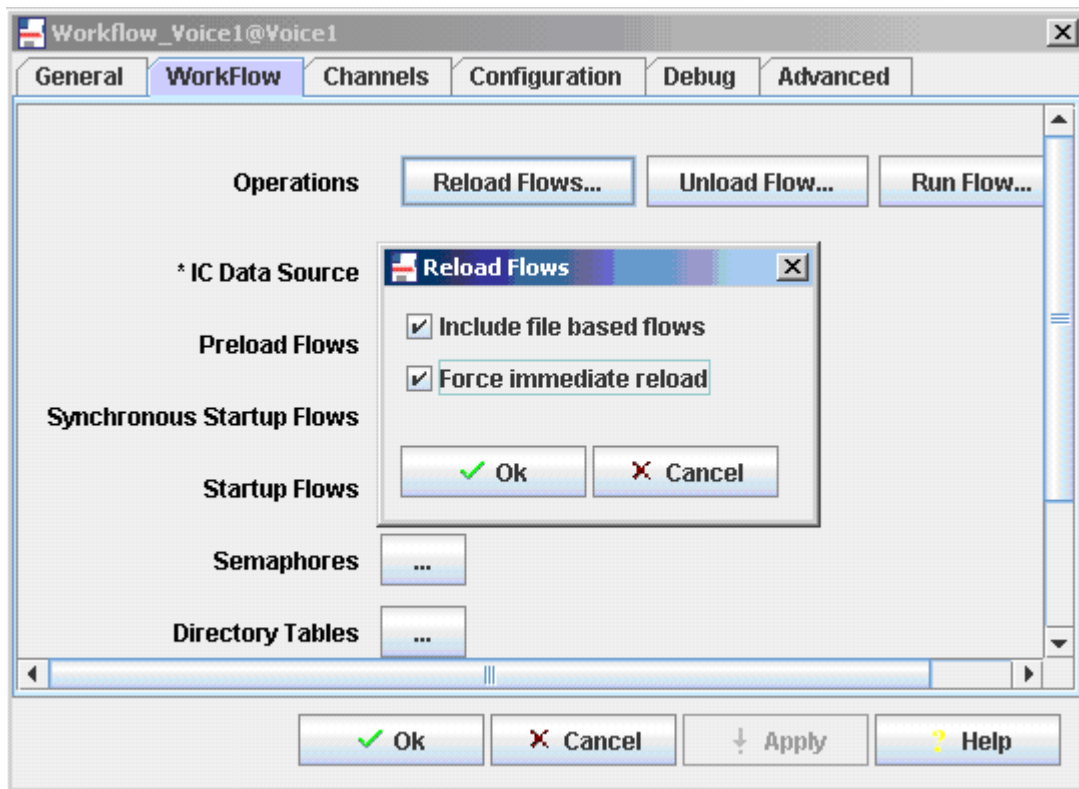 Workflow_Voice1@Voice1
General WorkFlow Channels Configuration Debug Advanced
Operations Reload Flows... Unload Flow... Run Flow...
* IC Data Source
Reload Flows
Include file based flows
Preload Flows
Force immediate reload
Synchronous Startup Flows
Ok Cancel
Startup Flows
Semaphores ...
Directory Tables ...
Ok Cancel Apply ? Help